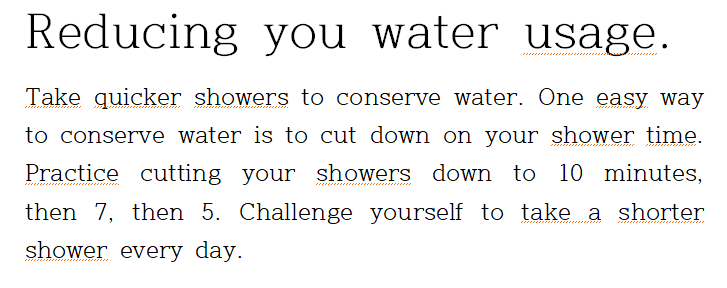 Reducing you water usage.
Take quicker showers to conserve water. One easy way
to conserve water is to cut down on your shower time.
Practice cutting your showers down to 10 minutes,
then 7, then 5. Challenge yourself to take a shorter
shower every day.